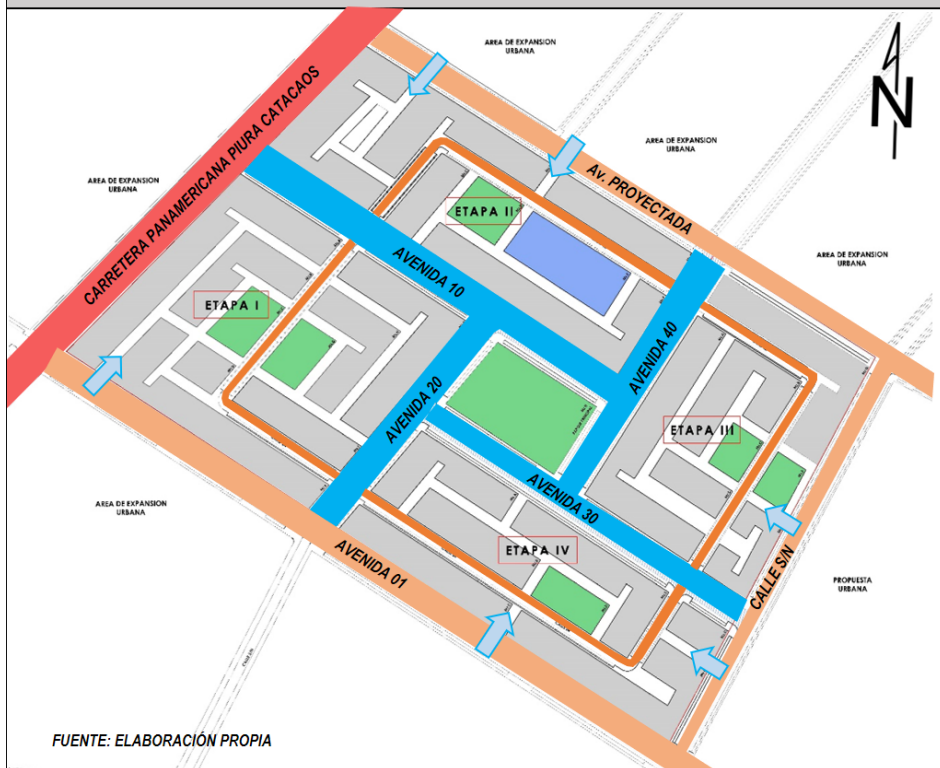 AREA DE EXPANSION
URBANA
N
CARRETERA PANAMERICANA PIURA CATACAOS
AREA DE EXPANSION
URBANA
Av. PROYECTADA
AREA DE EXPANSION
URBANA
ETAPA II
AREA DE EXPANSION
URBANA
AVENIDA 10
ETAPA I
AVENIDA 40
AVENIDA 20
ETAPA III
AVENIDA 30
AREA DE EXPANSION
URBANA
ETAPA IV
AVENIDA 01
CALLE S/N
PROPUESTA
URBANA
FUENTE: ELABORACIÓN PROPIA